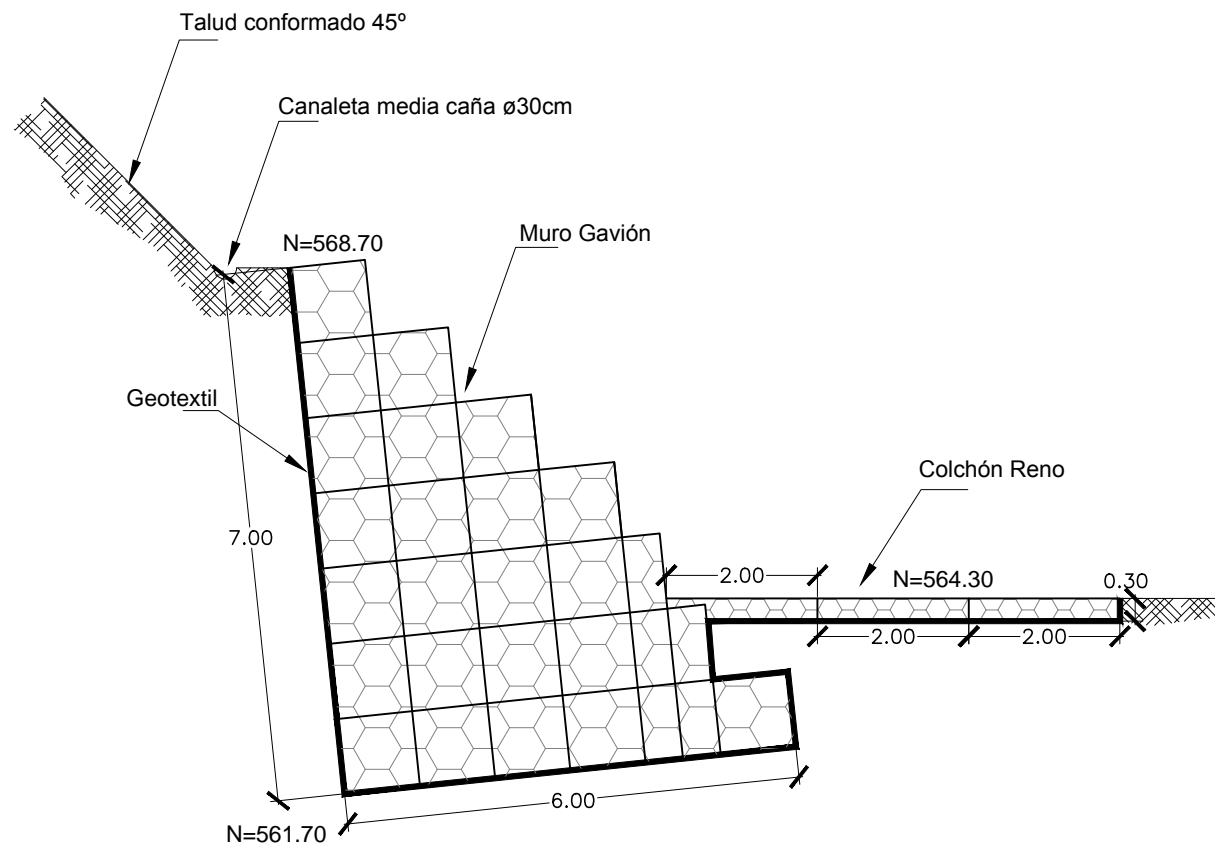 Talud conformado 45º
Canaleta media caña ø30cm
Muro Gavión
N=568.70
Geotextil
Colchón Reno
7.00
2.00
N=564.30
0.30
2.00
2.00
6.00
N=561.70